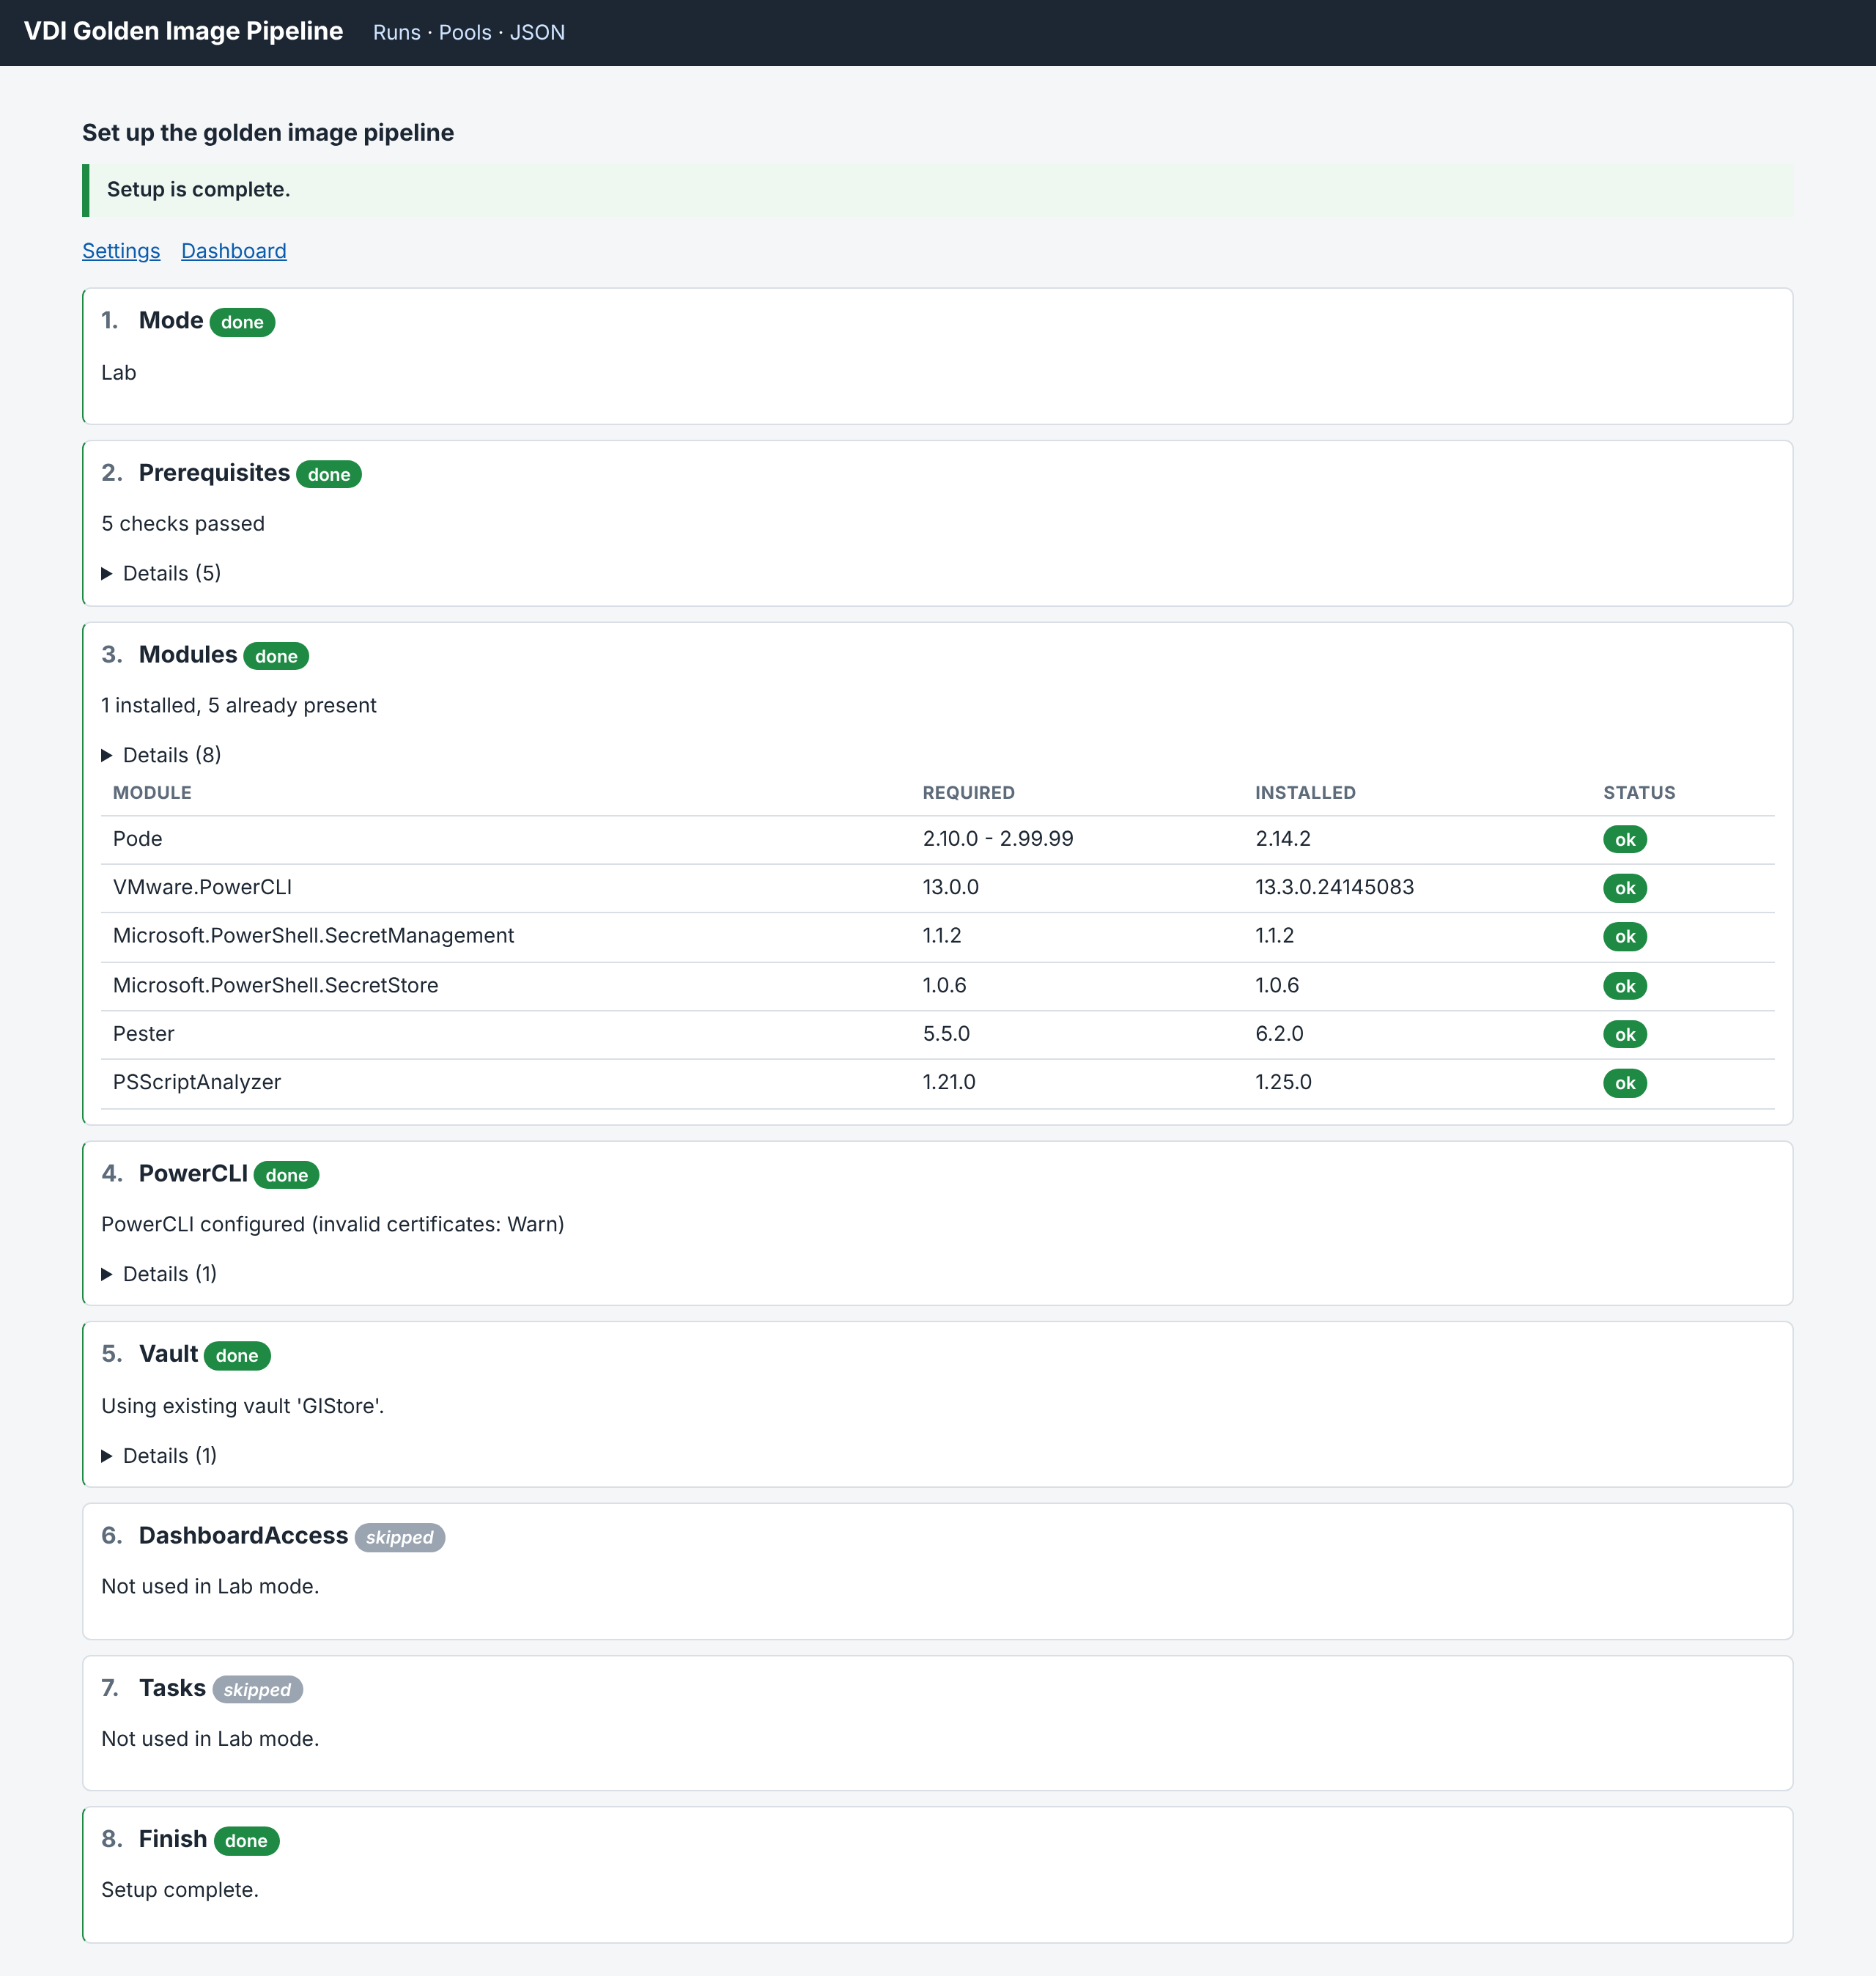 VDI Golden Image Pipeline Runs · Pools · JSON
Set up the golden image pipeline
Setup is complete.
Settings Dashboard
1. Mode done
Lab
2. Prerequisites done
5 checks passed
▶ Details (5)
3. Modules done
1 installed, 5 already present
▶ Details (8)
MODULE REQUIRED INSTALLED STATUS
Pode 2.10.0 - 2.99.99 2.14.2 ok
VMware.PowerCLI 13.0.0 13.3.0.24145083 ok
Microsoft.PowerShell.SecretManagement 1.1.2 1.1.2 ok
Microsoft.PowerShell.SecretStore 1.0.6 1.0.6 ok
Pester 5.5.0 6.2.0 ok
PSScriptAnalyzer 1.21.0 1.25.0 ok
4. PowerCLI done
PowerCLI configured (invalid certificates: Warn)
▶ Details (1)
5. Vault done
Using existing vault 'GIStore'.
▶ Details (1)
6. DashboardAccess skipped
Not used in Lab mode.
7. Tasks skipped
Not used in Lab mode.
8. Finish done
Setup complete.